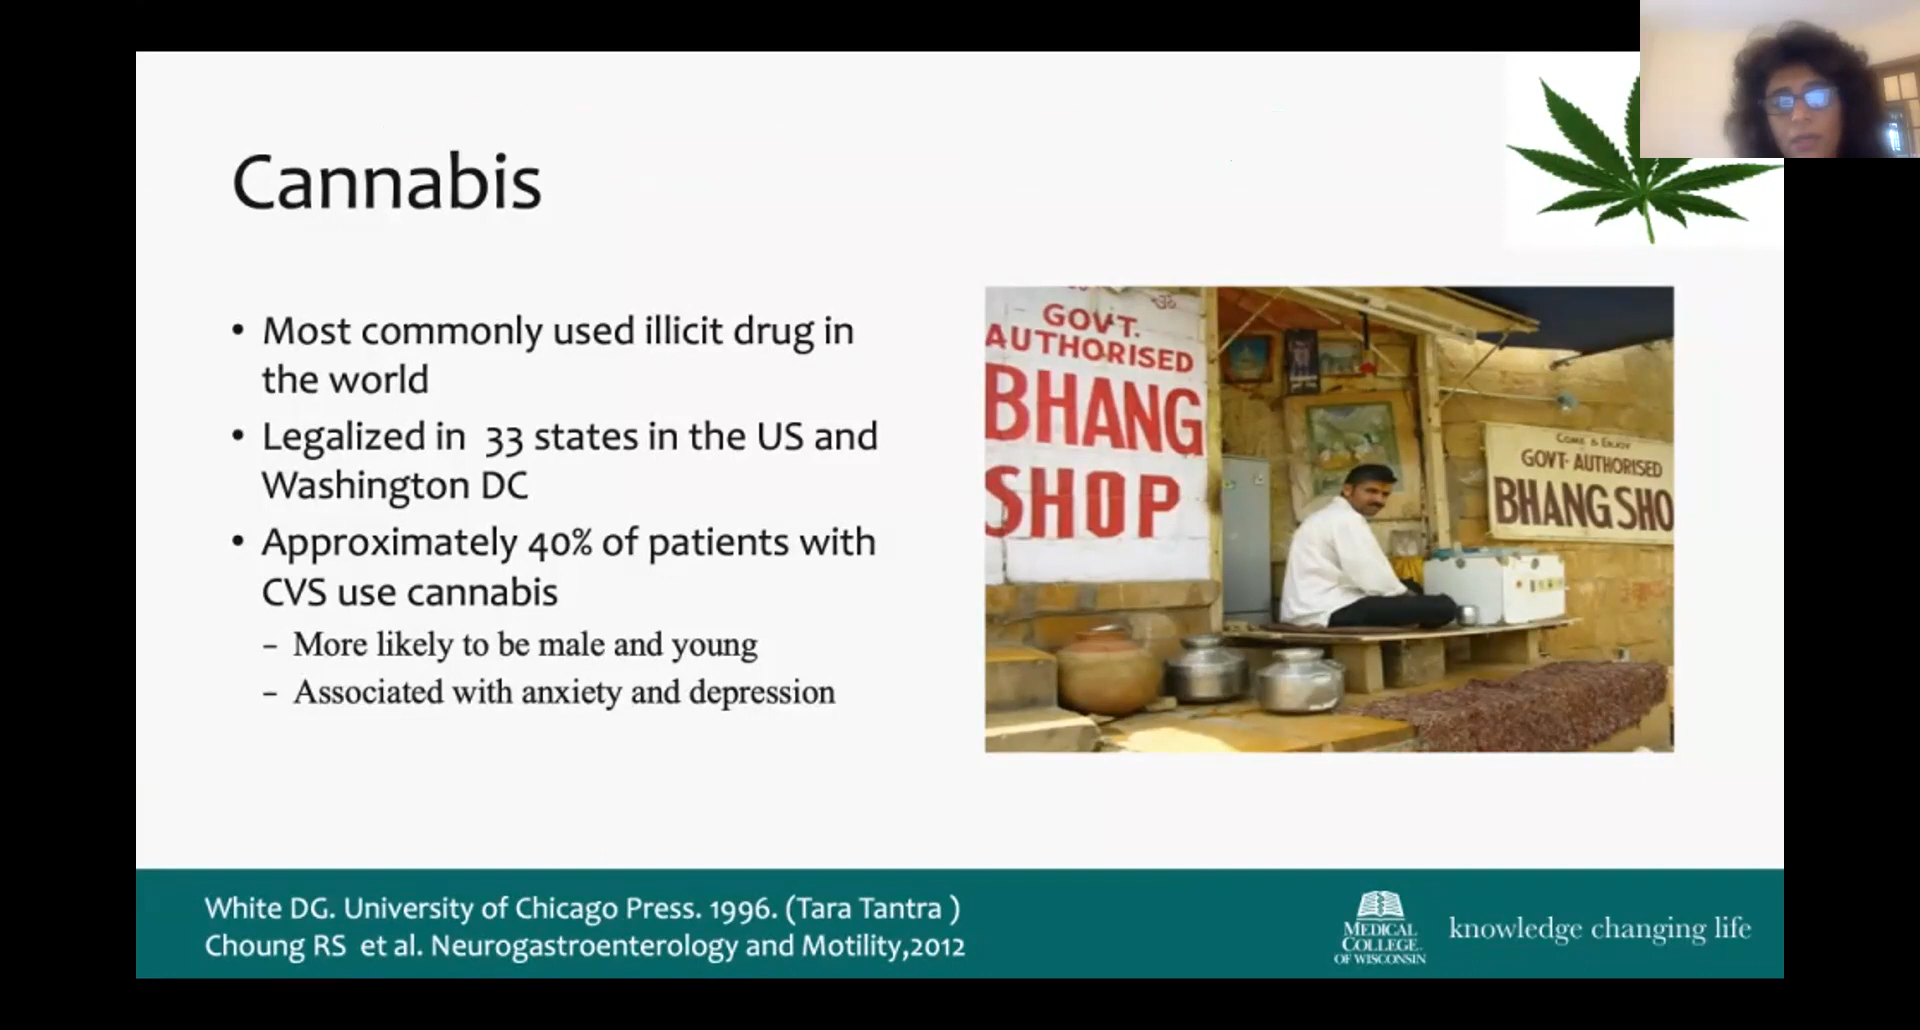 Cannabis
• Most commonly used illicit drug in
the world
• Legalized in 33 states in the US and
Washington DC
• Approximately 40% of patients with
CVS use cannabis
– More likely to be male and young
– Associated with anxiety and depression
ॐ
GOVT.
AUTHORISED
BHANG
SHOP
COME & ENJOY
GOVT- AUTHORISED
BHANG SHO
White DG. University of Chicago Press. 1996. (Tara Tantra )
Choung RS et al. Neurogastroenterology and Motility,2012
MEDICAL
COLLEGE
OF WISCONSIN
knowledge changing life